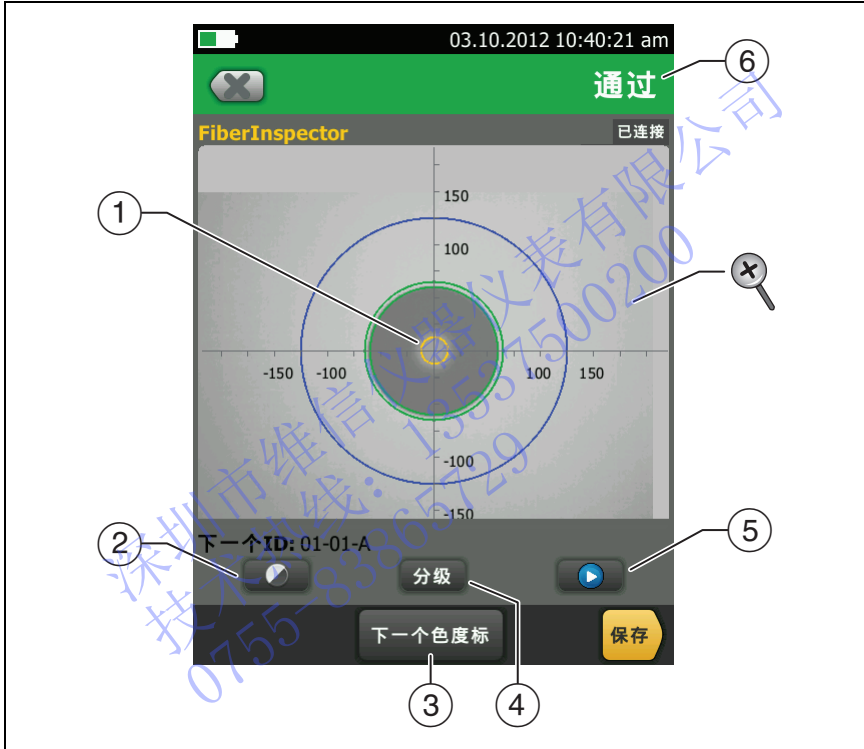 03.10.2012 10:40:21 am
通过
6
FiberInspector
已连接
150
100
1
-150 -100 100 150
-100
-150
下一个ID: 01-01-A
2
5
分级
下一个色度标
保存
3
4
深圳市维信仪器仪表有限公司
技术热线：13537500200
0755-83865729